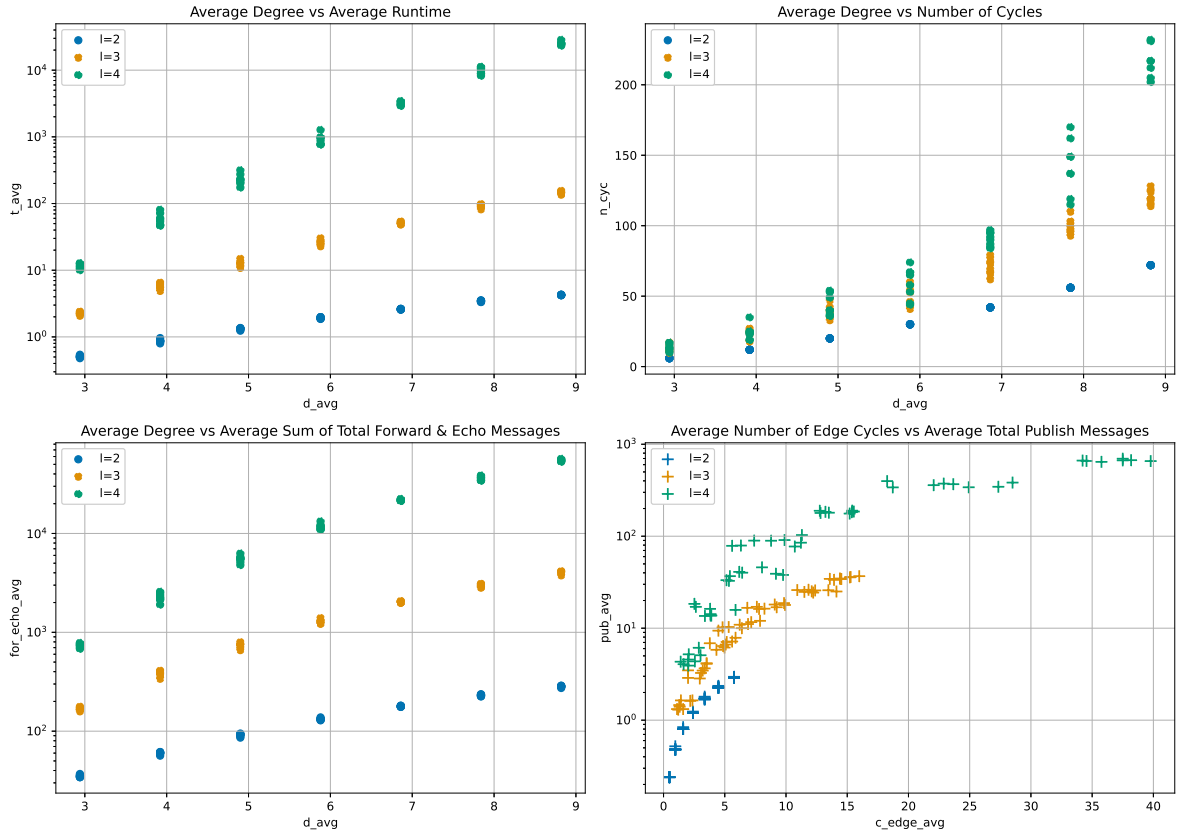 Average Degree vs Average Runtime
l=2
l=3
l=4
10^4
10^3
10^2
10^1
10^0
t_avg
3 4 5 6 7 8 9
d_avg
Average Degree vs Number of Cycles
l=2
l=3
l=4
200
150
100
50
0
n_cyc
3 4 5 6 7 8 9
d_avg
Average Degree vs Average Sum of Total Forward & Echo Messages
l=2
l=3
l=4
10^4
10^3
10^2
for_echo_avg
3 4 5 6 7 8 9
d_avg
Average Number of Edge Cycles vs Average Total Publish Messages
l=2
l=3
l=4
10^3
10^2
10^1
10^0
pub_avg
0 5 10 15 20 25 30 35 40
c_edge_avg